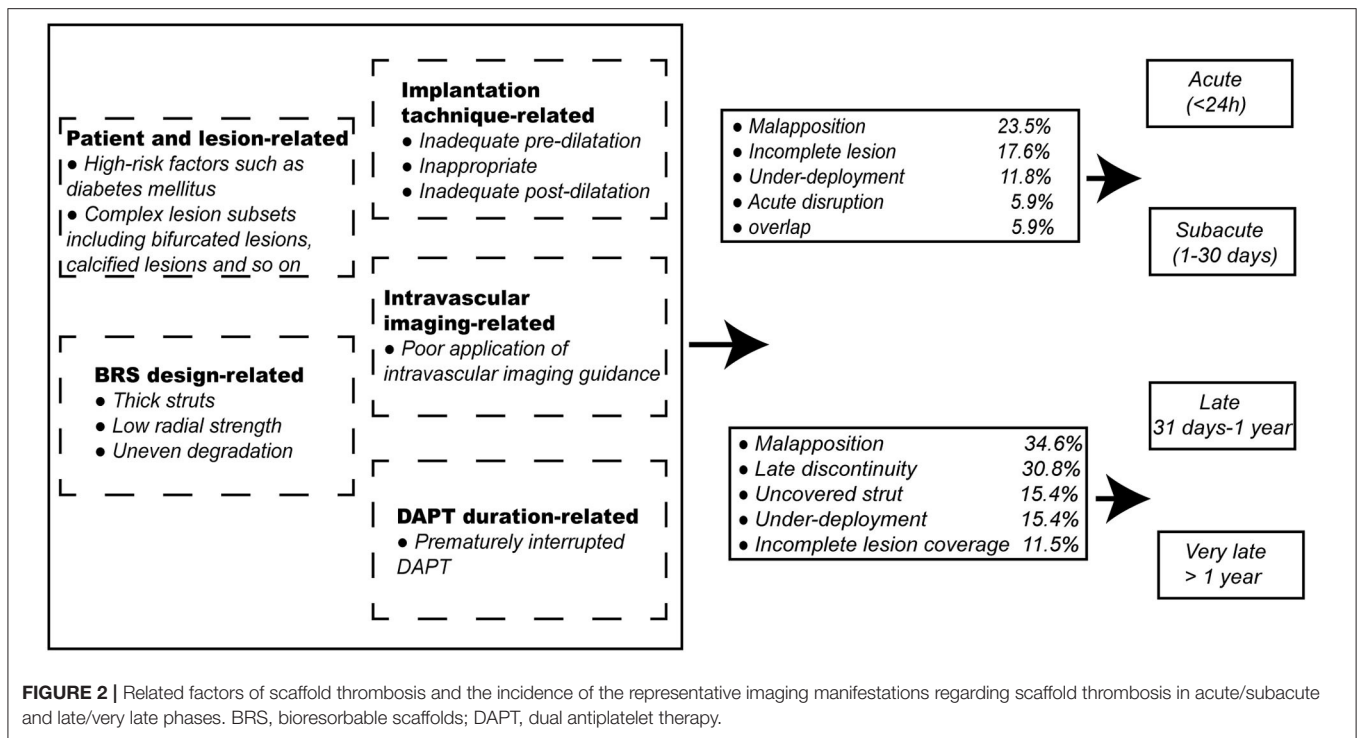 Patient and lesion-related
● High-risk factors such as
diabetes mellitus
● Complex lesion subsets
including bifurcated lesions,
calcified lesions and so on
BRS design-related
● Thick struts
● Low radial strength
● Uneven degradation
Implantation
tachnique-related
● Inadequate pre-dilatation
● Inappropriate
● Inadequate post-dilatation
Intravascular
imaging-related
● Poor application of
intravascular imaging guidance
DAPT duration-related
● Prematurely interrupted
DAPT
● Malapposition 23.5%
● Incomplete lesion 17.6%
● Under-deployment 11.8%
● Acute disruption 5.9%
● overlap 5.9%
● Malapposition 34.6%
● Late discontinuity 30.8%
● Uncovered strut 15.4%
● Under-deployment 15.4%
● Incomplete lesion coverage 11.5%
Acute
(<24h)
Subacute
(1-30 days)
Late
31 days-1 year
Very late
> 1 year
FIGURE 2 | Related factors of scaffold thrombosis and the incidence of the representative imaging manifestations regarding scaffold thrombosis in acute/subacute
and late/very late phases. BRS, bioresorbable scaffolds; DAPT, dual antiplatelet therapy.